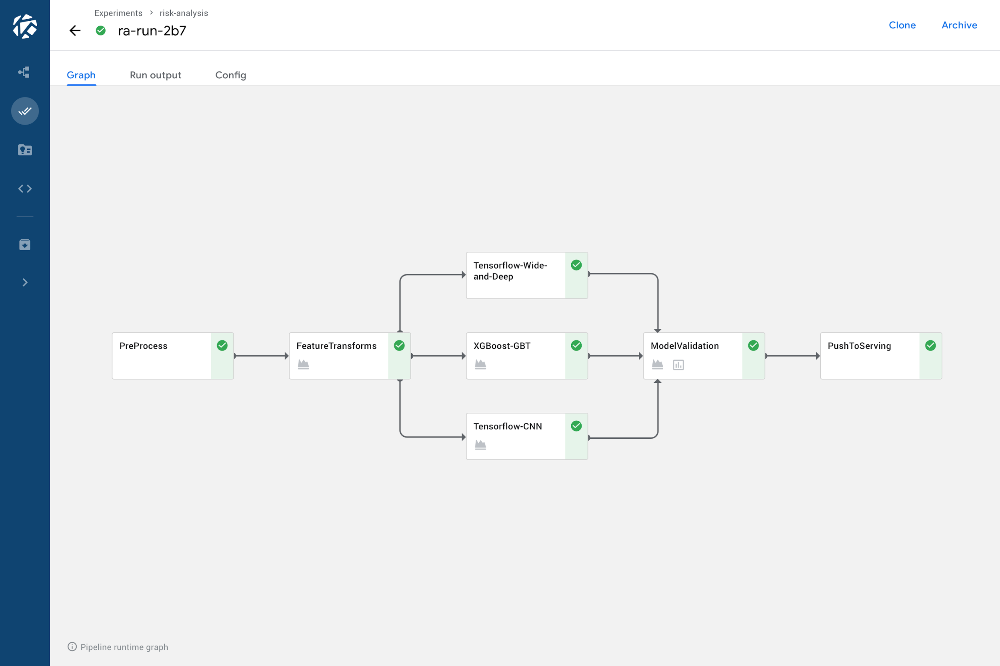 Experiments > risk-analysis
ra-run-2b7
Clone
Archive
Graph
Run output
Config
Tensorflow-Wide-
and-Deep
PreProcess
FeatureTransforms
XGBoost-GBT
ModelValidation
PushToServing
Tensorflow-CNN
Pipeline runtime graph